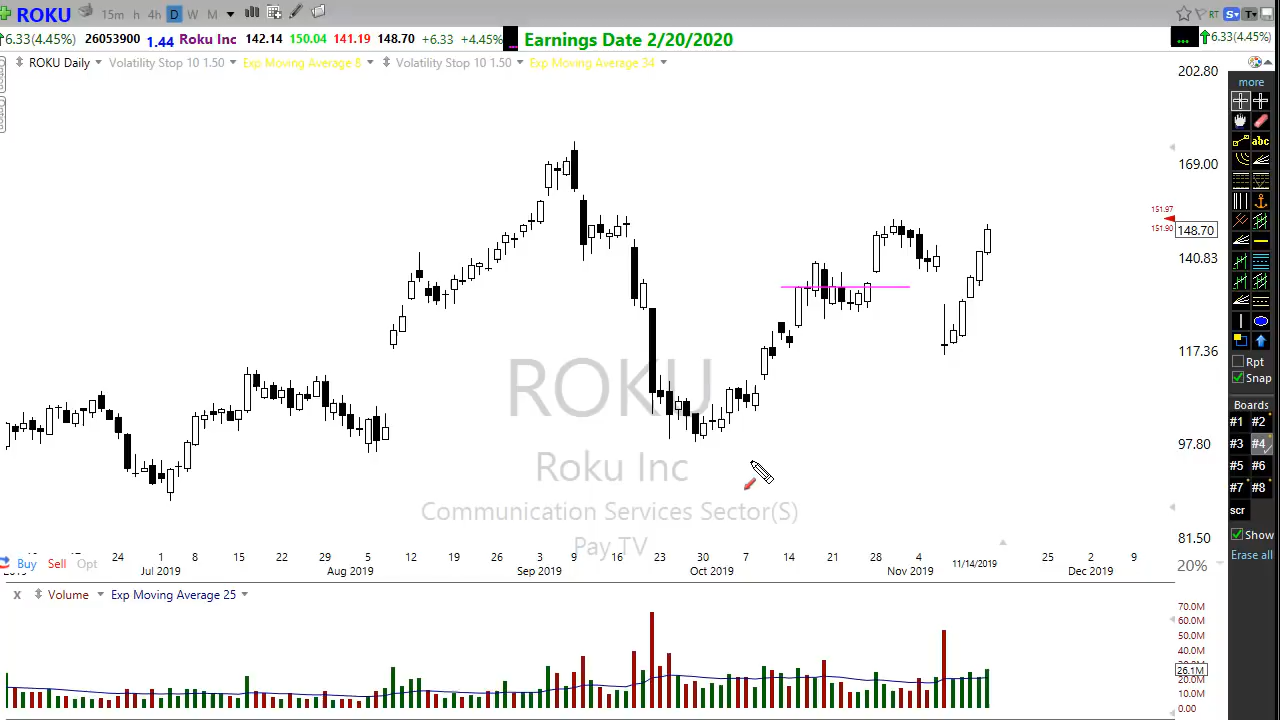 ROKU 15m h 4h D W M RT S T
6.33(4.45%) 26053900 1.44 Roku Inc 142.14 150.04 141.19 148.70 +6.33 +4.45% ... Earnings Date 2/20/2020 ... 6.33(4.45%)
ROKU Daily Volatility Stop 10 1.50 Exp Moving Average 8 Volatility Stop 10 1.50 Exp Moving Average 34
Option
Option
202.80
169.00
151.97
151.90
148.70
140.83
117.36
97.80
81.50
20%
ROKU
Roku Inc
Communication Services Sector(S)
Pay TV
24 1 8 15 22 29 5 12 19 26 3 9 16 23 30 7 14 21 28 4 25 2 9
Jul 2019 Aug 2019 Sep 2019 Oct 2019 Nov 2019 11/14/2019 Dec 2019
Buy Sell Opt
x Volume Exp Moving Average 25
70.0M
60.0M
50.0M
40.0M
26.1M
20.0M
10.0M
0.00
more
abc
Rpt
Snap
Boards
#1 #2
#3 #4
#5 #6
#7 #8
scr
Show
Erase all